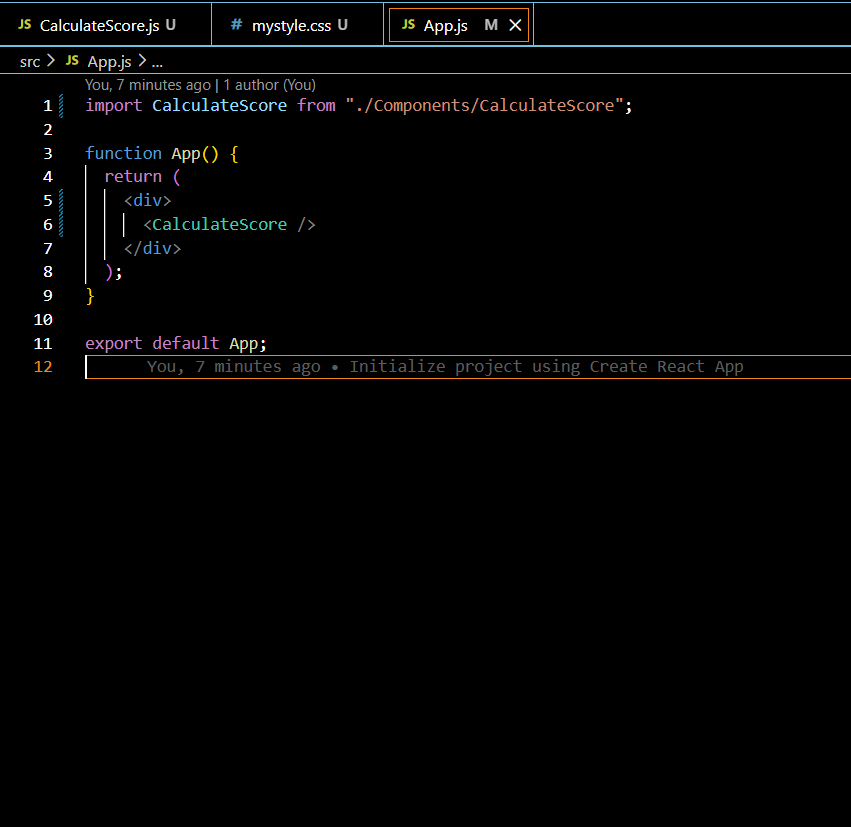 JS CalculateScore.js U # mystyle.css U JS App.js M
src > JS App.js > ...
You, 7 minutes ago | 1 author (You)
1 import CalculateScore from "./Components/CalculateScore";
2
3 function App() {
4 return (
5 <div>
6 <CalculateScore />
7 </div>
8 );
9 }
10
11 export default App;
12 You, 7 minutes ago • Initialize project using Create React App